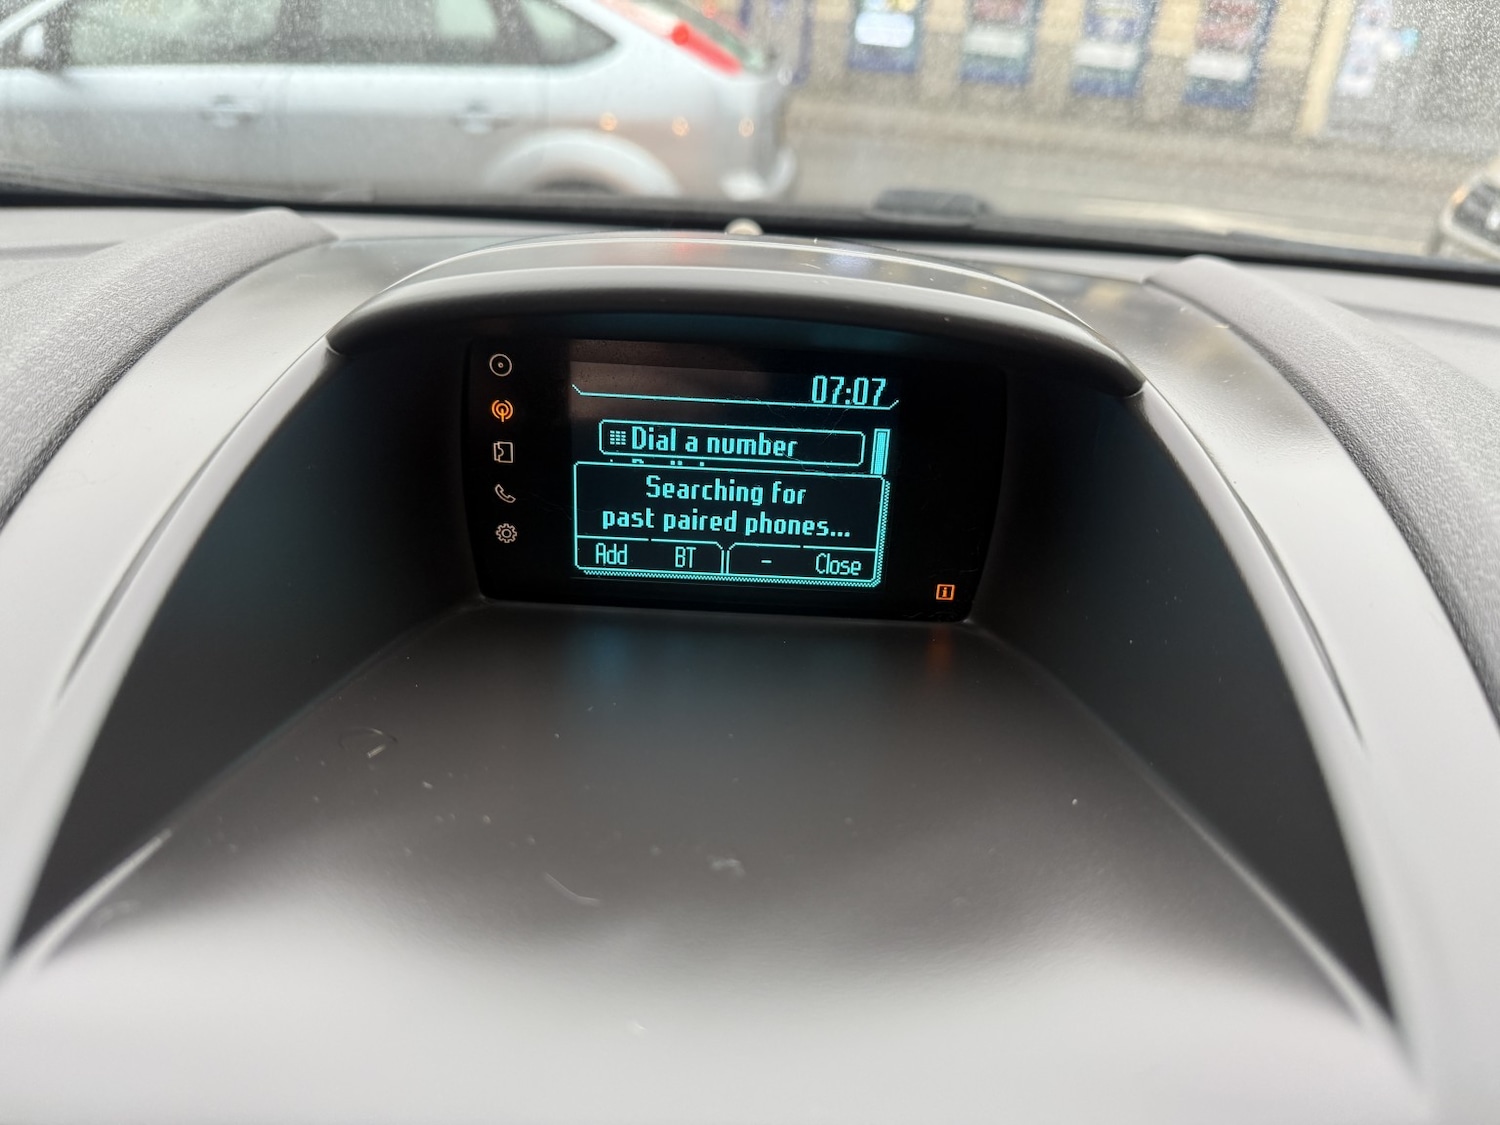 07:07
Dial a number
Searching for
past paired phones...
Add BT - Close
i